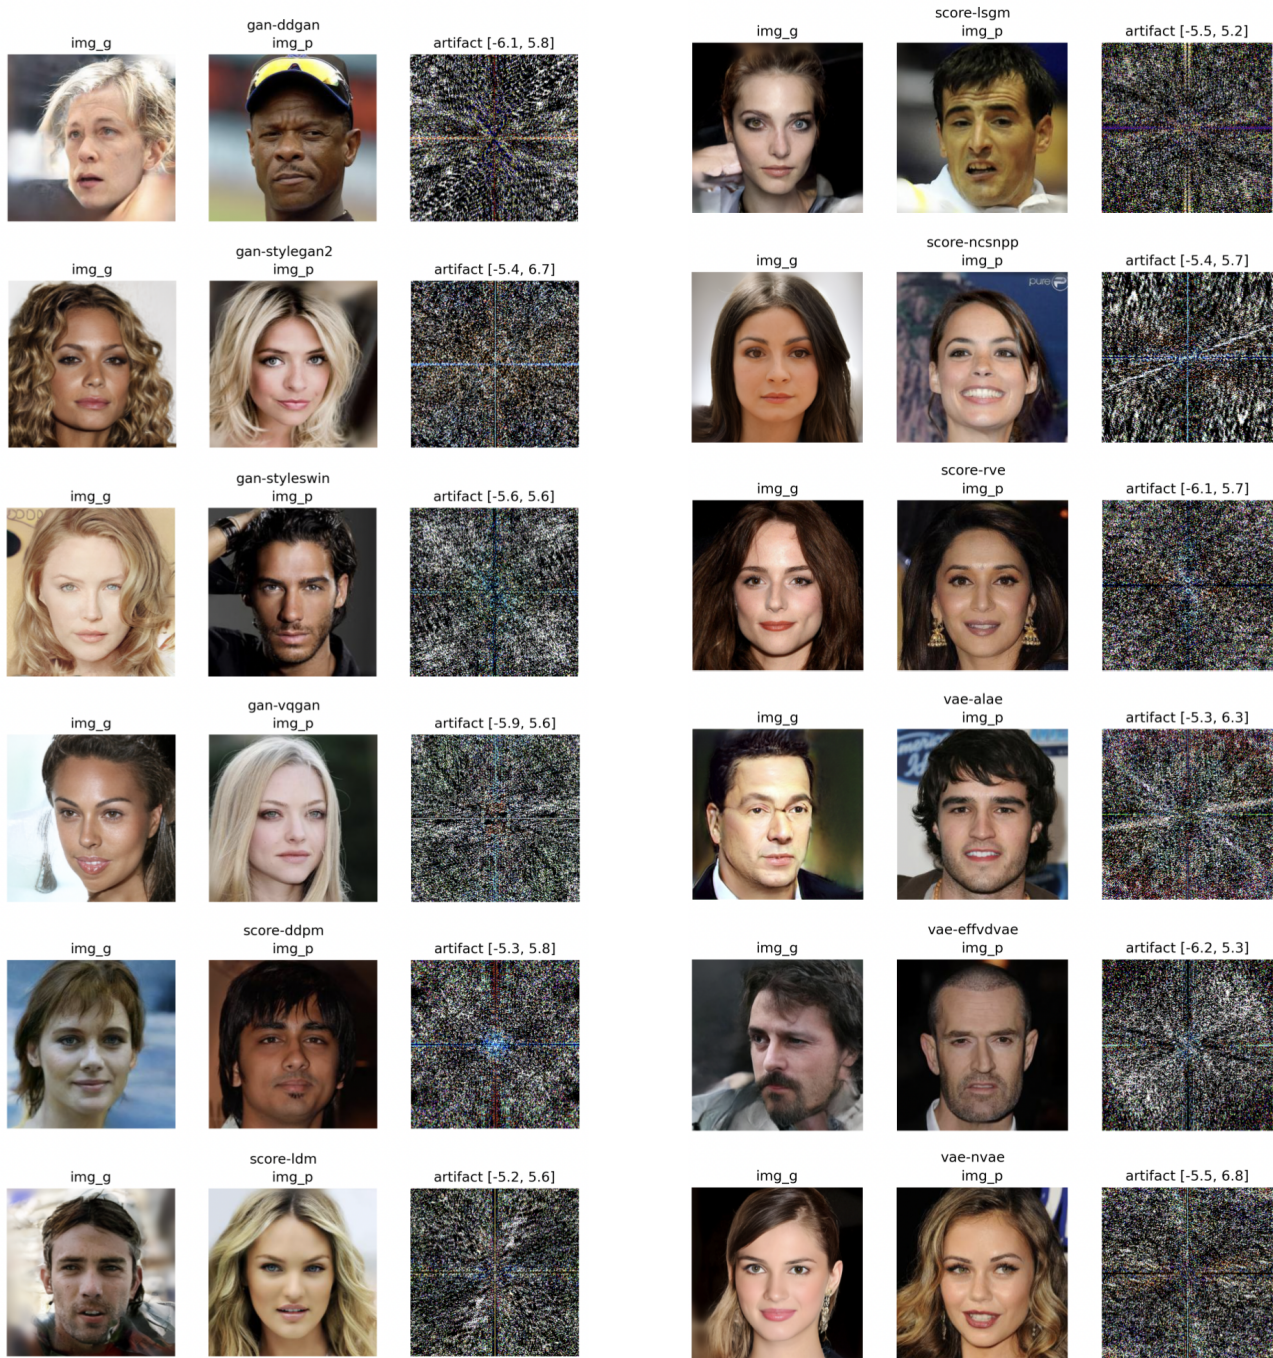 gan-ddgan
img_g img_p artifact [-6.1, 5.8]
gan-stylegan2
img_g img_p artifact [-5.4, 6.7]
gan-styleswin
img_g img_p artifact [-5.6, 5.6]
gan-vqgan
img_g img_p artifact [-5.9, 5.6]
score-ddpm
img_g img_p artifact [-5.3, 5.8]
score-ldm
img_g img_p artifact [-5.2, 5.6]
score-lsgm
img_g img_p artifact [-5.5, 5.2]
score-ncsnpp
img_g img_p artifact [-5.4, 5.7]
pure
score-rve
img_g img_p artifact [-6.1, 5.7]
vae-alae
img_g img_p artifact [-5.3, 6.3]
vae-effvdvae
img_g img_p artifact [-6.2, 5.3]
vae-nvae
img_g img_p artifact [-5.5, 6.8]